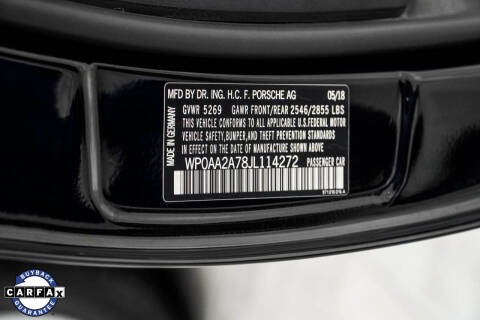 MFD BY DR. ING. H.C. F. PORSCHE AG 05/18
GVWR 5269 GAWR FRONT/REAR 2546/2855 LBS
THIS VEHICLE CONFORMS TO ALL APPLICABLE
U.S.FEDERAL MOTOR
VEHICLE SAFETY,BUMPER,AND THEFT PREVENTION STANDARDS
IN EFFECT ON THE DATE OF MANUFACTURE SHOWN ABOVE
WP0AA2A78JL114272 PASSENGER CAR
MADE IN GERMANY
BUYBACK
CARFAX
GUARANTEE